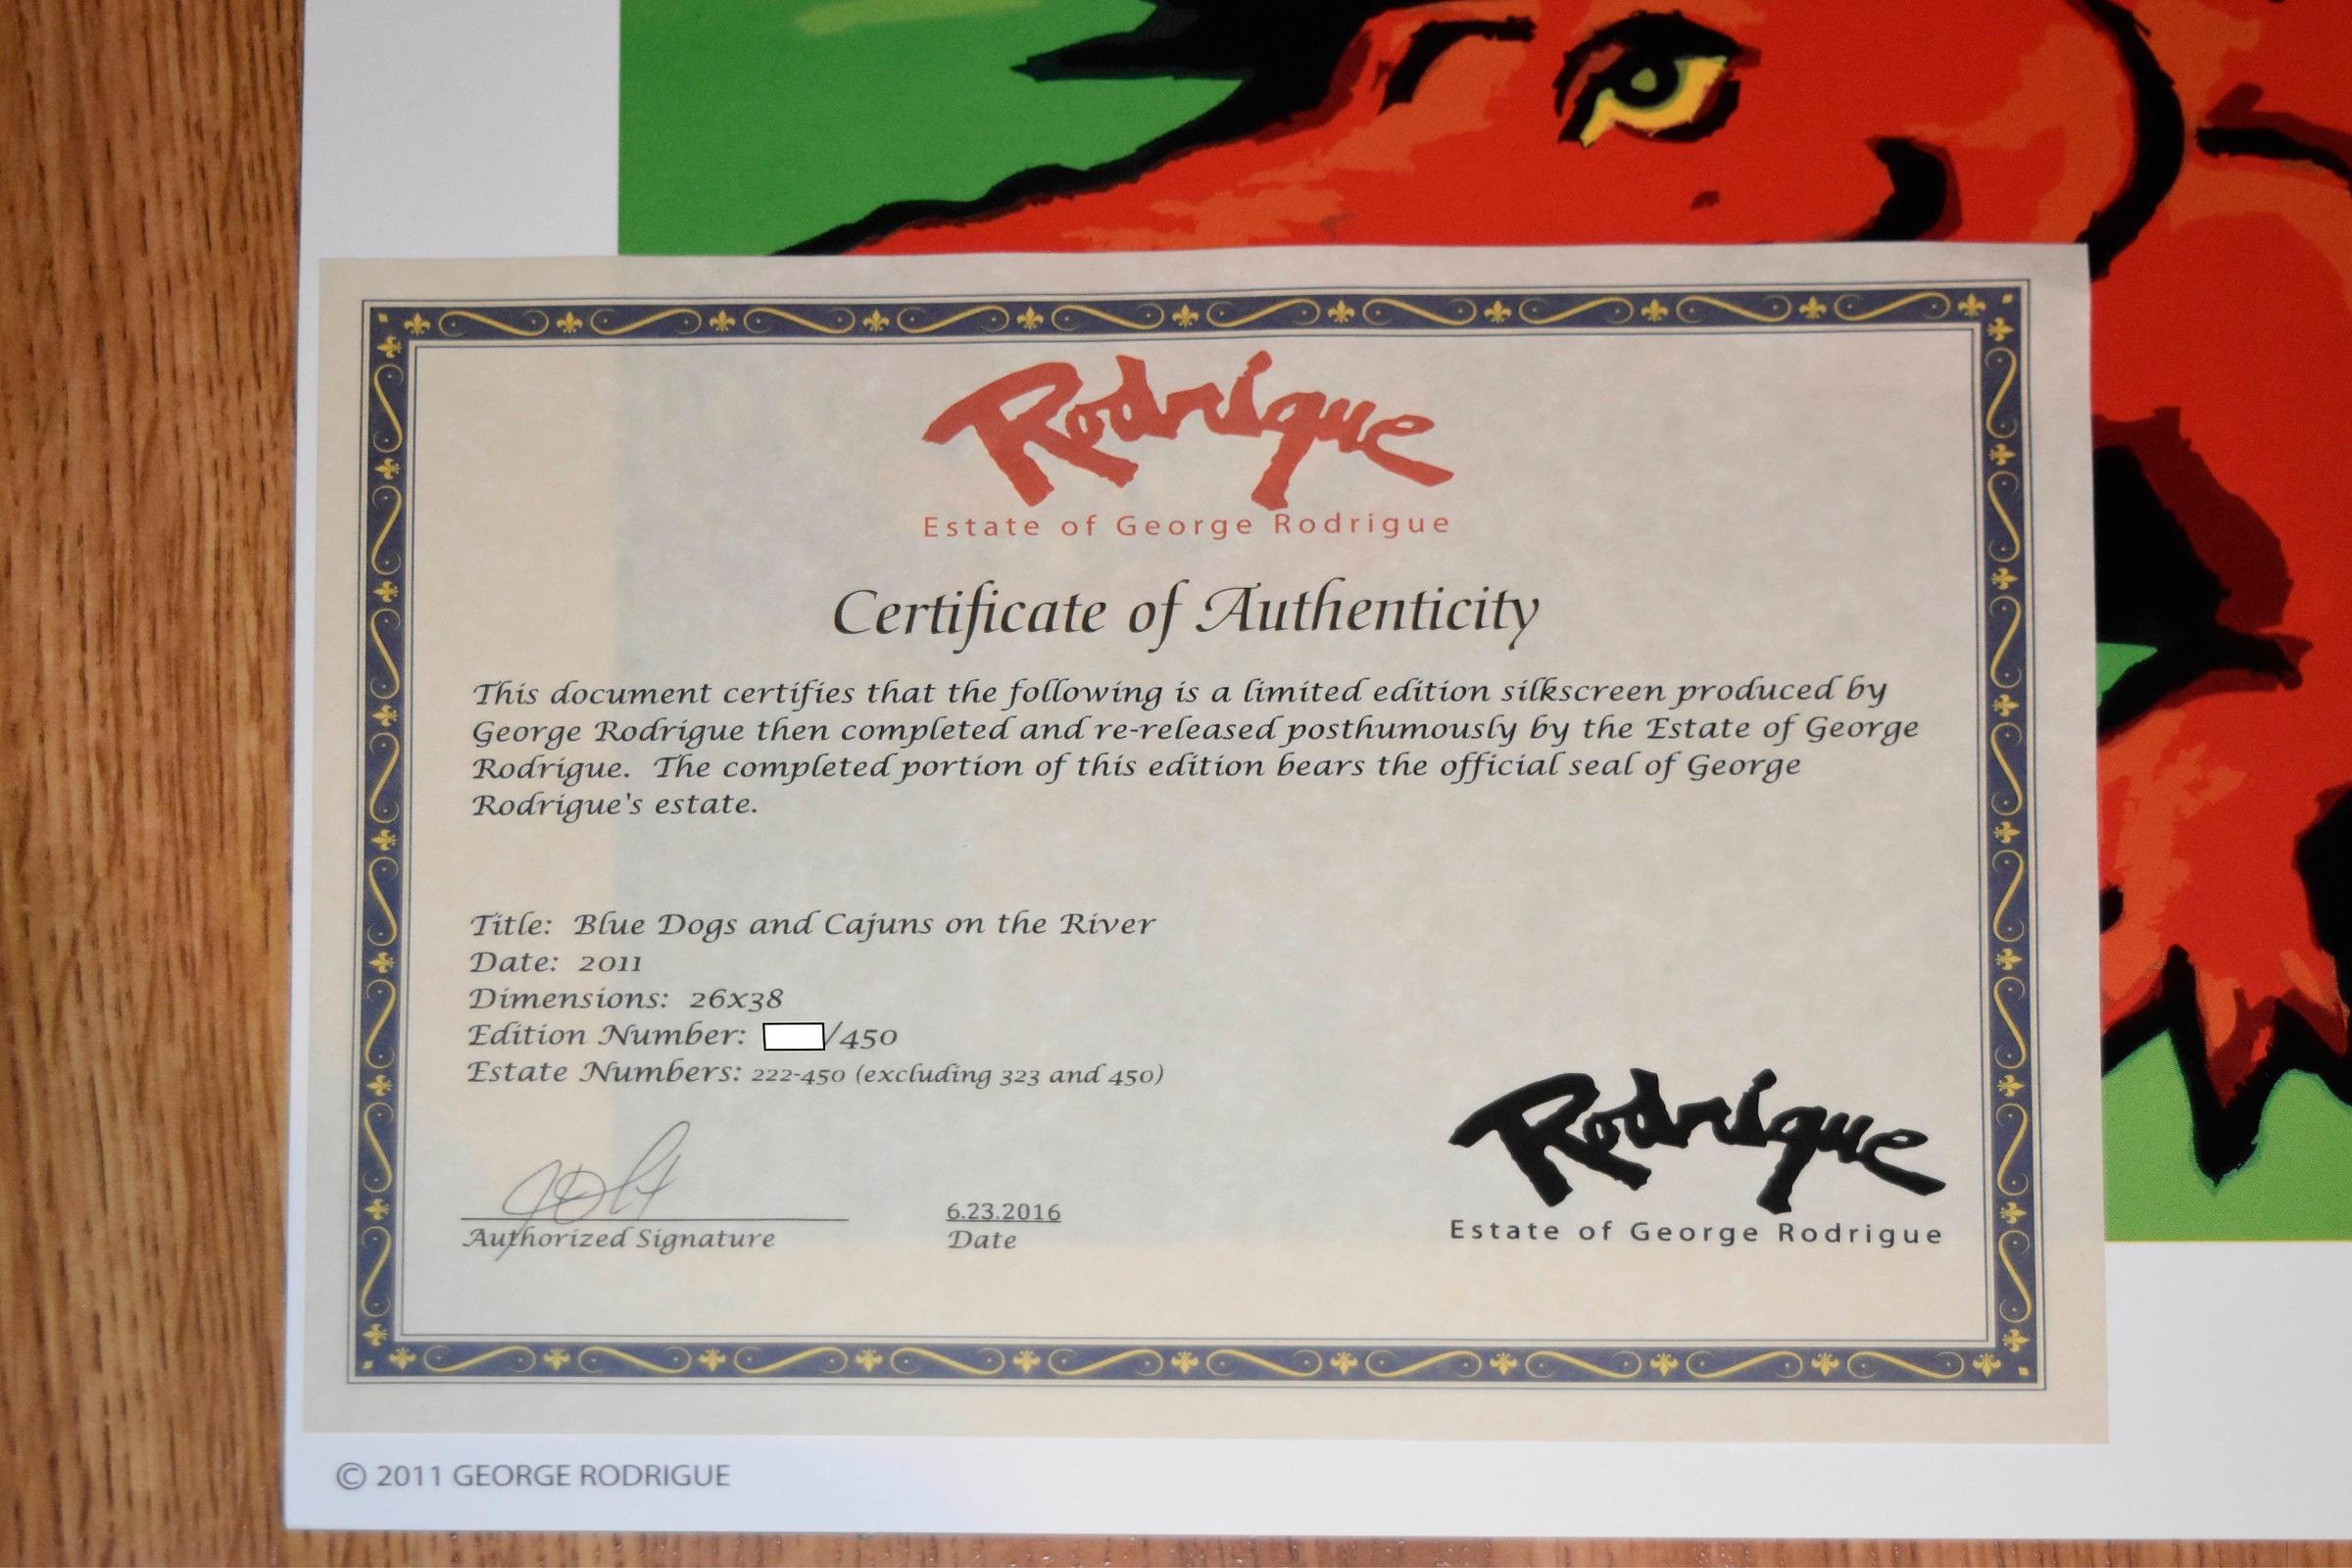 Rodrigue
Estate of George Rodrigue
Certificate of Authenticity
This document certifies that the following is a limited edition silkscreen produced by
George Rodrigue then completed and re-released posthumously by the Estate of George
Rodrigue. The completed portion of this edition bears the official seal of George
Rodrigue's estate.
Title: Blue Dogs and Cajuns on the River
Date: 2011
Dimensions: 26x38
Edition Number: /450
Estate Numbers: 222-450 (excluding 323 and 450)
6.23.2016
Authorized Signature Date
Rodrigue
Estate of George Rodrigue
© 2011 GEORGE RODRIGUE